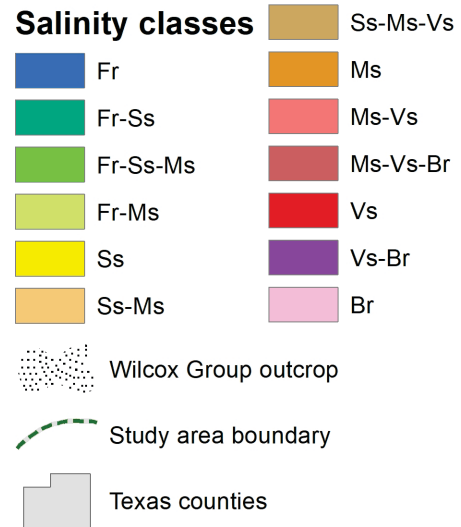 Salinity classes
Fr
Fr-Ss
Fr-Ss-Ms
Fr-Ms
Ss
Ss-Ms
Ss-Ms-Vs
Ms
Ms-Vs
Ms-Vs-Br
Vs
Vs-Br
Br
Wilcox Group outcrop
Study area boundary
Texas counties